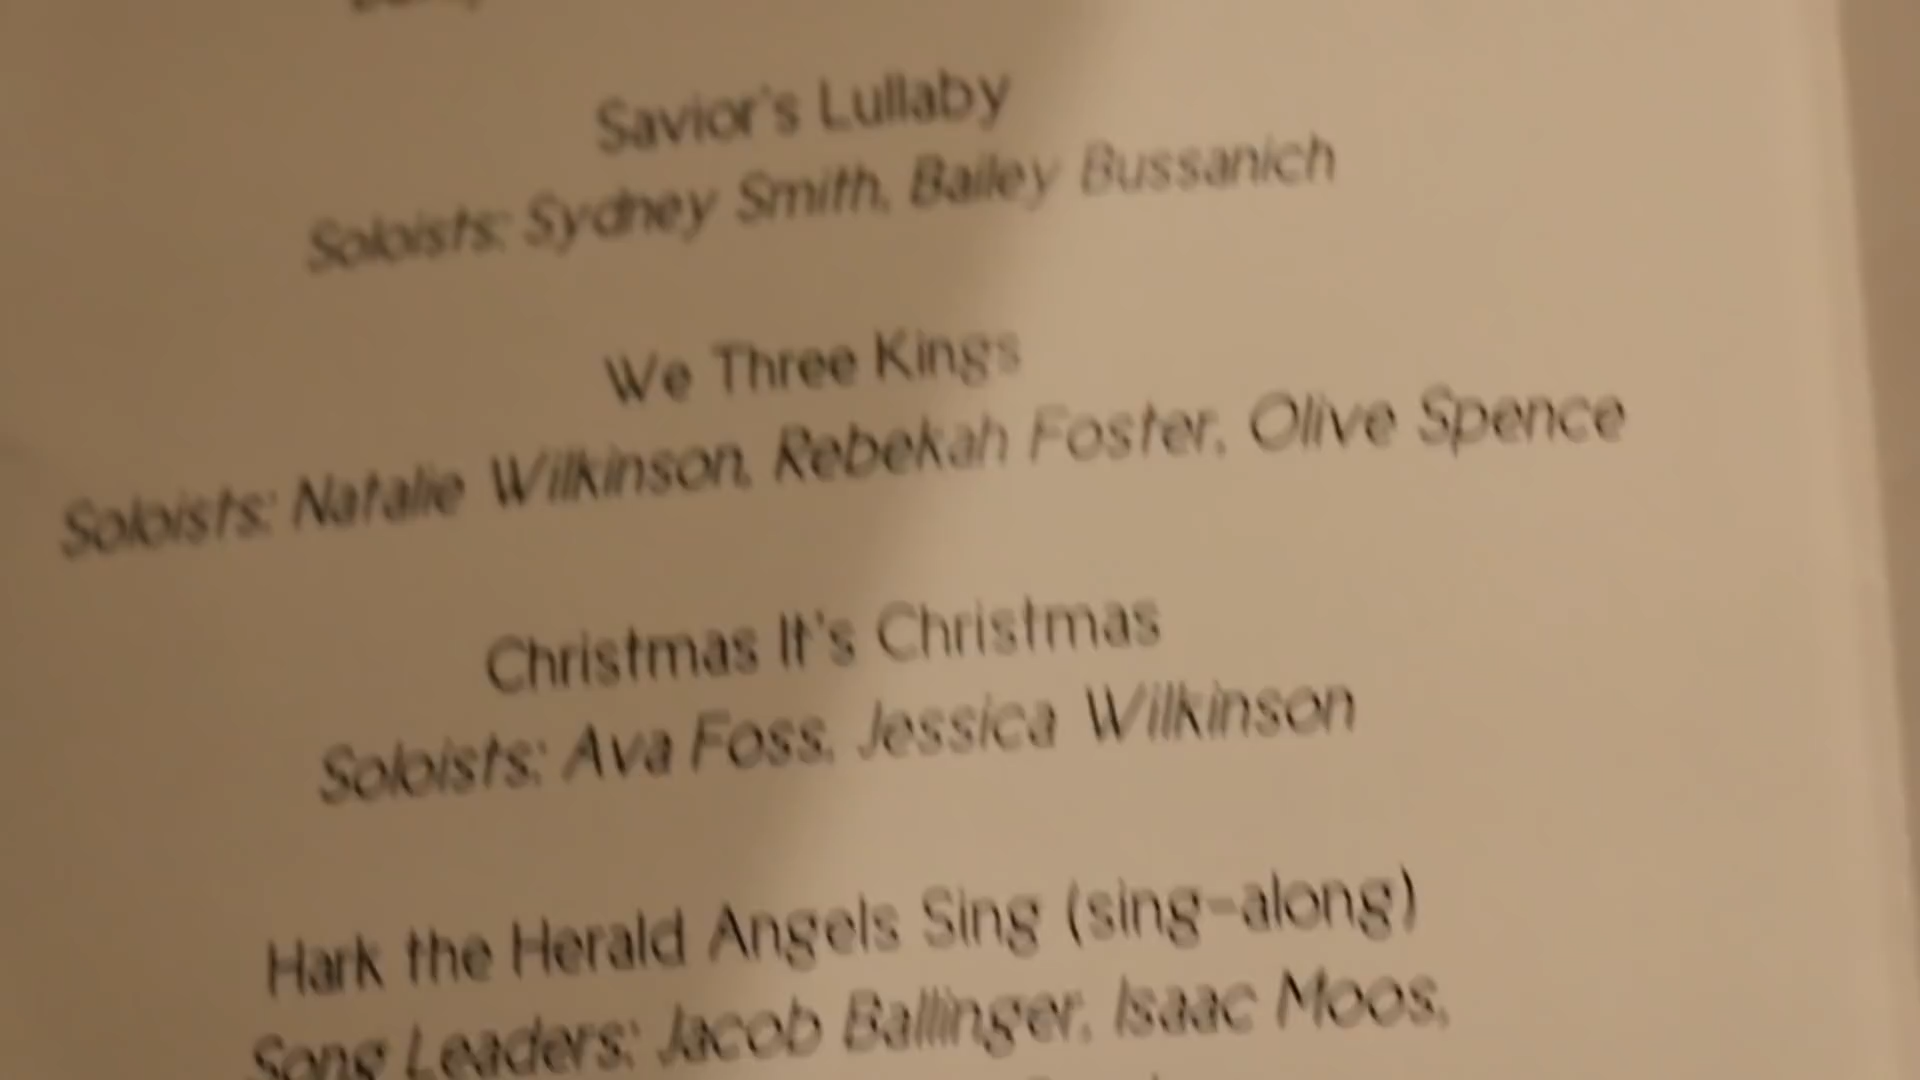 Savior's Lullaby
Soloists: Sydney Smith, Bailey Bussanich
We Three Kings
Soloists: Natalie Wilkinson, Rebekah Foster, Olive Spence
Christmas It's Christmas
Soloists: Ava Foss, Jessica Wilkinson
Hark the Herald Angels Sing (sing-along)
Song Leaders: Jacob Ballinger, Isaac Moos,